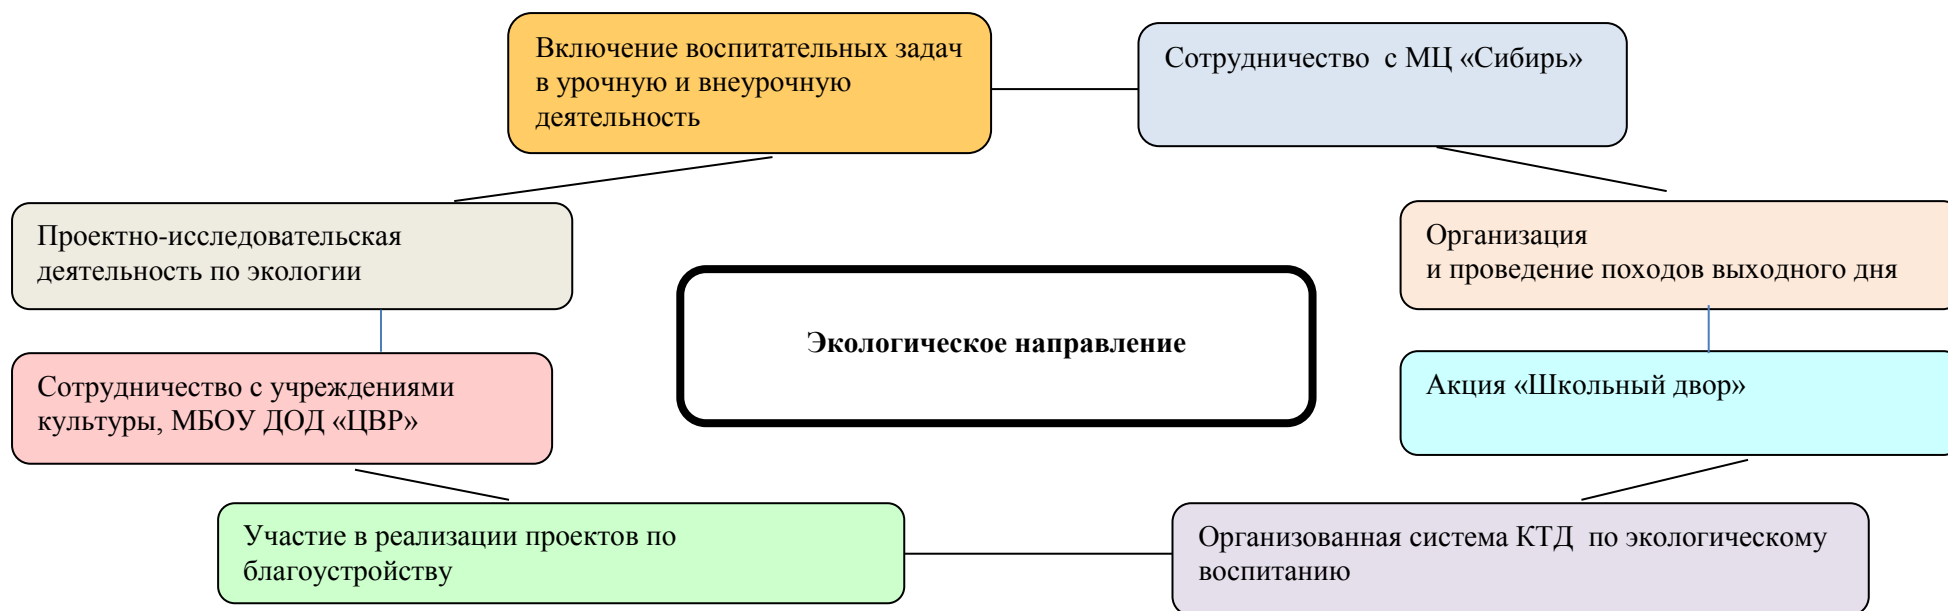 Включение воспитательных задач
в урочную и внеурочную
деятельность
Сотрудничество  с МЦ «Сибирь»
Проектно-исследовательская
деятельность по экологии
Организация
и проведение походов выходного дня
Экологическое направление
Сотрудничество с учреждениями
культуры, МБОУ ДОД «ЦВР»
Акция «Школьный двор»
Участие в реализации проектов по
благоустройству
Организованная система КТД  по экологическому
воспитанию